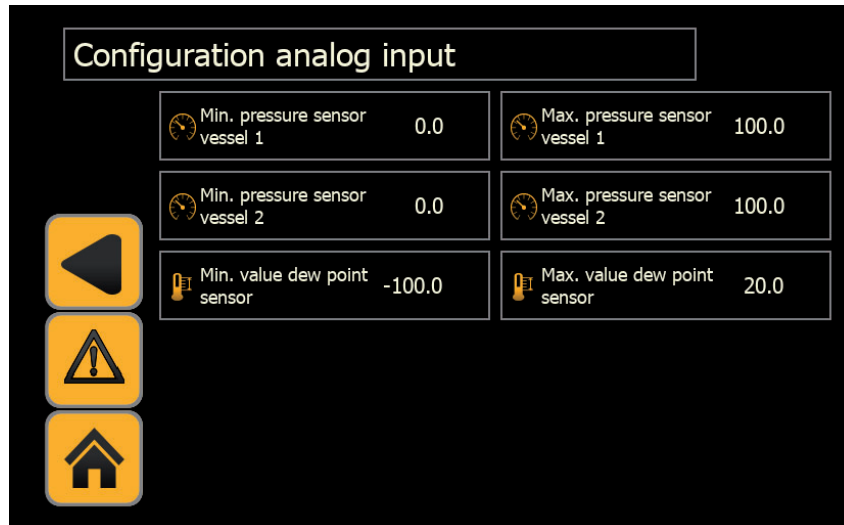 Configuration analog input
Min. pressure sensor
vessel 1
0.0
Max. pressure sensor
vessel 1
100.0
Min. pressure sensor
vessel 2
0.0
Max. pressure sensor
vessel 2
100.0
Min. value dew point
sensor
-100.0
Max. value dew point
sensor
20.0